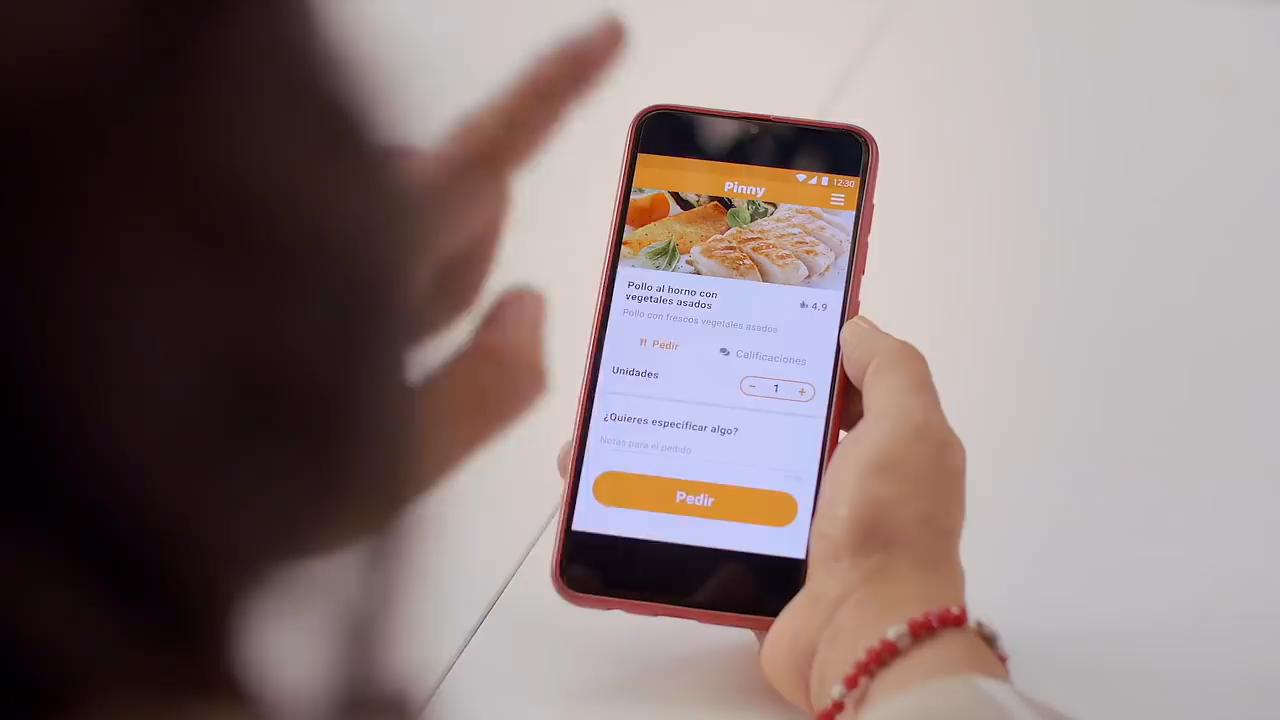 12:30
Pinny
Pollo al horno con
vegetales asados
4.9
Pollo con frescos vegetales asados
Pedir
Calificaciones
Unidades
− 1 +
¿Quieres especificar algo?
Notas para el pedido
Pedir